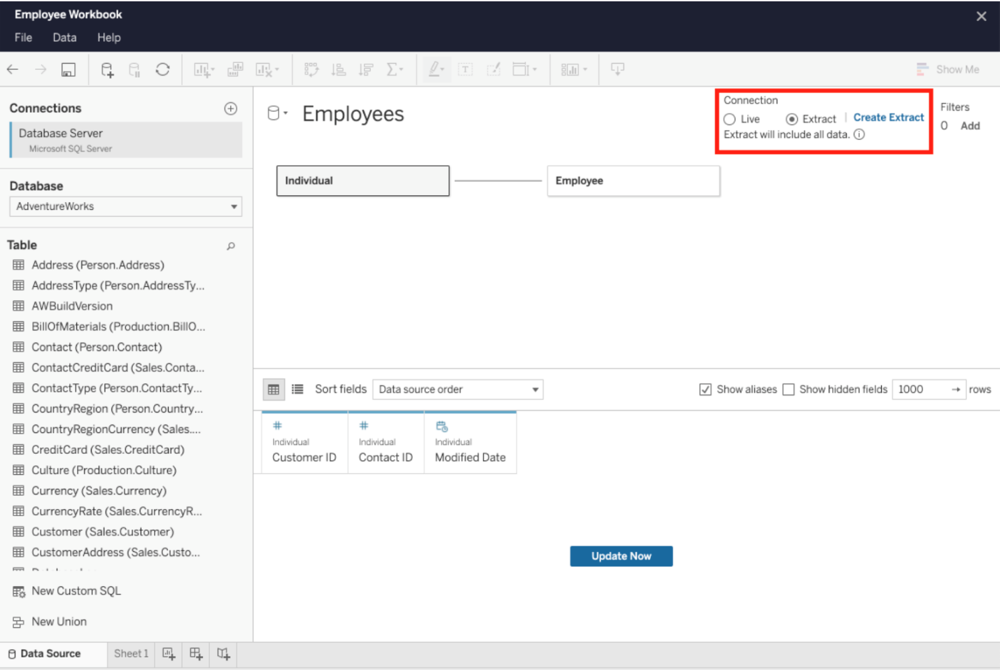 Employee Workbook
File Data Help
Show Me
Connections
Database Server
Microsoft SQL Server
Database
AdventureWorks
Table
Address (Person.Address)
AddressType (Person.AddressTy...
AWBuildVersion
BillOfMaterials (Production.BillO...
Contact (Person.Contact)
ContactCreditCard (Sales.Conta...
ContactType (Person.ContactTy...
CountryRegion (Person.Country...
CountryRegionCurrency (Sales....
CreditCard (Sales.CreditCard)
Culture (Production.Culture)
Currency (Sales.Currency)
CurrencyRate (Sales.CurrencyR...
Customer (Sales.Customer)
CustomerAddress (Sales.Custo...
New Custom SQL
New Union
Employees
Connection
Live Extract | Create Extract
Extract will include all data.
Filters
0 Add
Individual Employee
Sort fields Data source order Show aliases Show hidden fields 1000 → rows
# # 
Individual Individual Individual
Customer ID Contact ID Modified Date
Update Now
Data Source Sheet 1